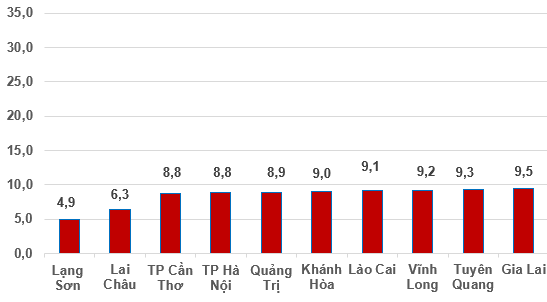 35,0
30,0
25,0
20,0
15,0
10,0
5,0
0,0
4,9
6,3
8,8
8,8
8,9
9,0
9,1
9,2
9,3
9,5
Lạng
Sơn
Lai
Châu
TP Cần
Thơ
TP Hà
Nội
Quảng
Trị
Khánh
Hòa
Lào Cai
Vĩnh
Long
Tuyên
Quang
Gia Lai